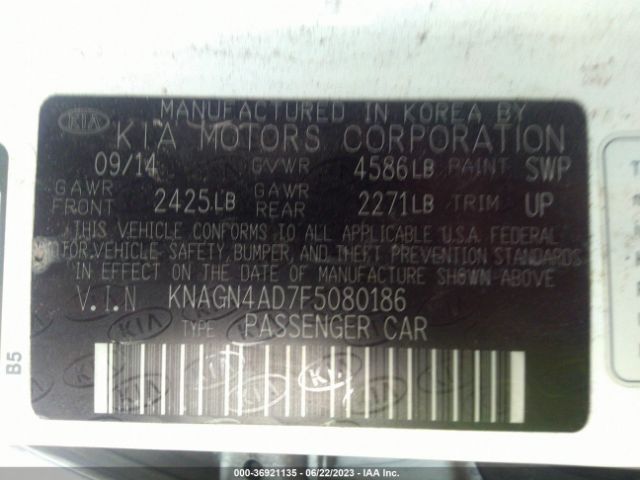 MANUFACTURED IN KOREA BY
KIA KIA MOTORS CORPORATION
09/14 GVWR 4586LB PAINT SWP
GAWR FRONT 2425LB GAWR REAR 2271LB TRIM UP
THIS VEHICLE CONFORMS TO ALL APPLICABLE U.S.A. FEDERAL
FOR VEHICLE SAFETY, BUMPER, AND THEFT PREVENTION STANDARDS
IN EFFECT ON THE DATE OF MANUFACTURE SHOWN ABOVE.
V.I.N KNAGN4AD7F5080186
TYPE PASSENGER CAR
KIA
B5
000-36921135 - 06/22/2023 - IAA Inc.